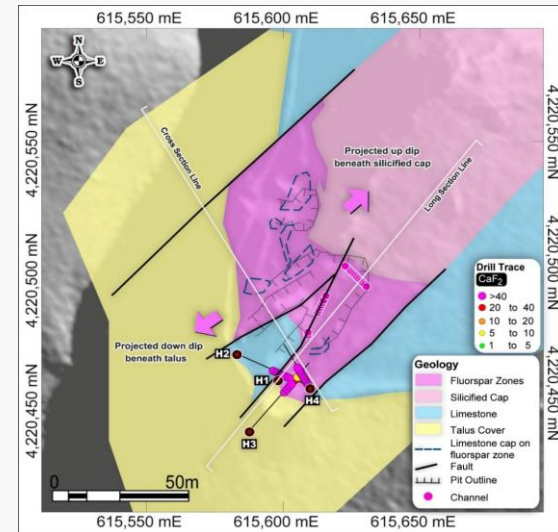 615,550 mE
615,600 mE
615,650 mE
N
W
E
S
4,220,550 mN
4,220,500 mN
4,220,450 mN
4,220,550 mN
4,220,500 mN
4,220,450 mN
Cross Section Line
Projected up dip
beneath silicified cap
Long Section Line
Projected down dip
beneath talus
H2
H1
H4
H3
Drill Trace
CaF2
>40
20 to 40
10 to 20
5 to 10
1 to 5
Geology
Fluorspar Zones
Silicified Cap
Limestone
Talus Cover
Limestone cap on
fluorspar zone
Fault
Pit Outline
Channel
0
50m
615,550 mE
615,600 mE
615,650 mE